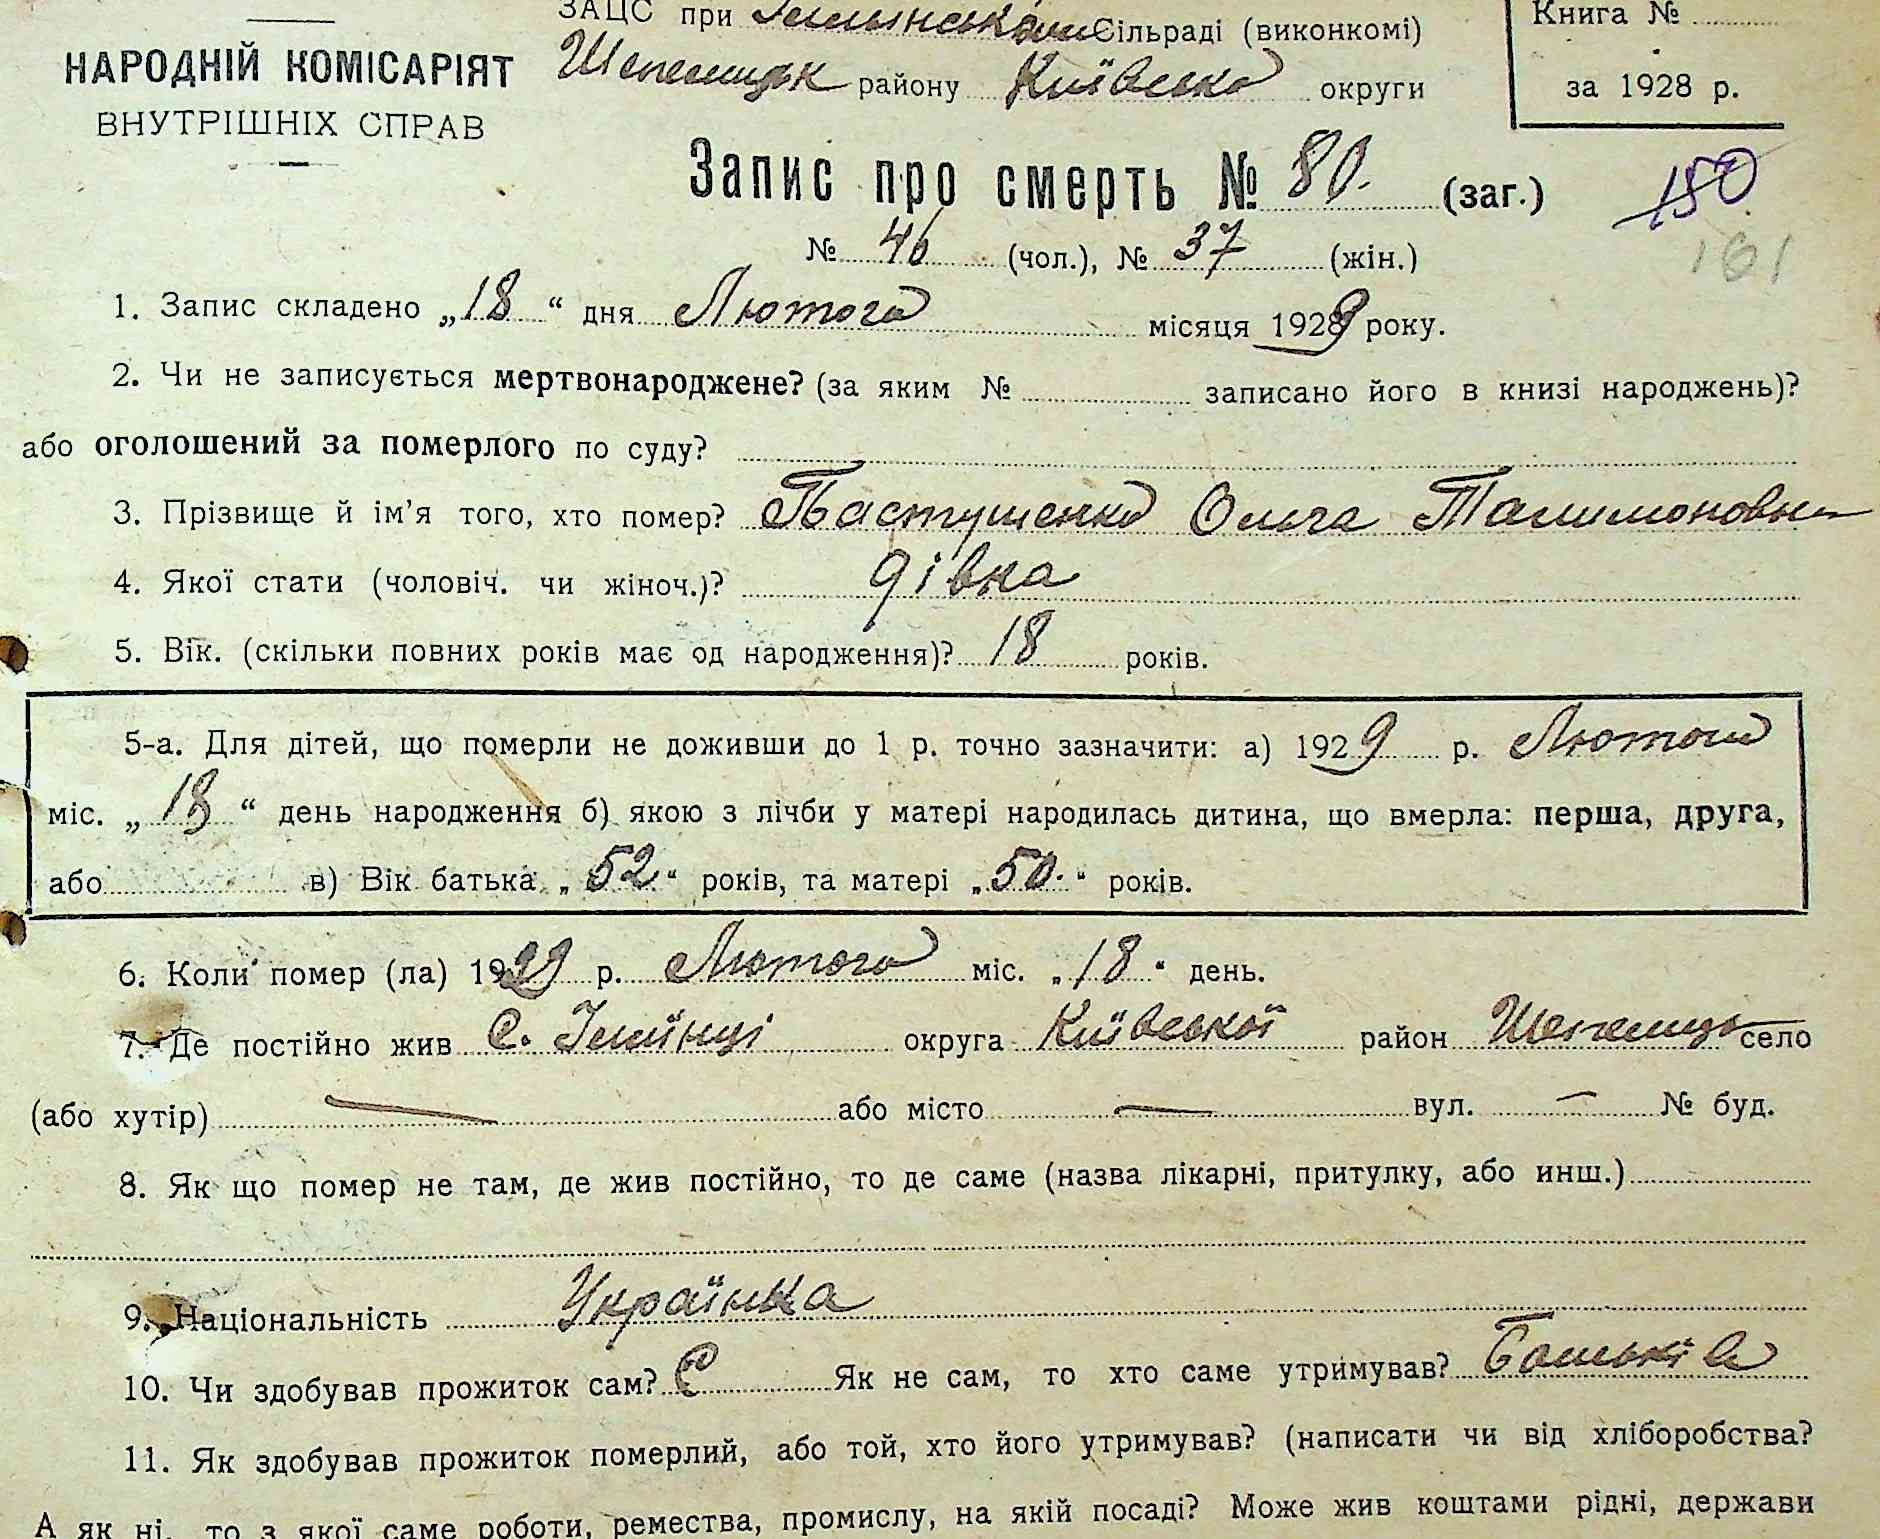 ЗАЦС при Сільраді (виконкомі)
Книга №
НАРОДНІЙ КОМІСАРІЯТ
Шепелицьк району Київсько округи
за 1928 р.
ВНУТРІШНІХ СПРАВ
Запис про смерть № 80. (заг.)
150
161
№ 46 (чол.), № 37 (жін.)
1. Запис складено „18“ дня Лютого місяця 1929 року.
2. Чи не записується мертвонароджене? (за яким № записано його в книзі народжень)?
або оголошений за померлого по суду?
3. Прізвище й ім’я того, хто помер? Пастушенко Ольга
4. Якої стати (чоловіч. чи жіноч.)? дівка
5. Вік. (скільки повних років має од народження)? 18 років.
5-а. Для дітей, що померли не доживши до 1 р. точно зазначити: а) 1929 р. Лютого
міс. „18“ день народження б) якою з лічби у матері народилась дитина, що вмерла: перша, друга,
або в) Вік батька „52“ років, та матері „50.“ років.
6. Коли помер (ла) 1929 р. Лютого міс. „18“ день.
7. Де постійно жив с. Ілиїнці округа Київської район Шепелиць село
(або хутір) — або місто — вул. — № буд.
8. Як що помер не там, де жив постійно, то де саме (назва лікарні, притулку, або инш.)
9. Національність Українка
10. Чи здобував прожиток сам? Є Як не сам, то хто саме утримував? Батьків
11. Як здобував прожиток померлий, або той, хто його утримував? (написати чи від хліборобства?
А як ні, то з якої саме роботи, ремества, промислу, на якій посаді? Може жив коштами рідні, держави